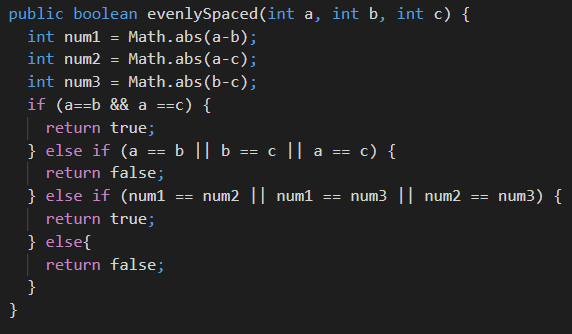 public boolean evenlySpaced(int a, int b, int c) {
  int num1 = Math.abs(a-b);
  int num2 = Math.abs(a-c);
  int num3 = Math.abs(b-c);
  if (a==b && a ==c) {
    return true;
  } else if (a == b || b == c || a == c) {
    return false;
  } else if (num1 == num2 || num1 == num3 || num2 == num3) {
    return true;
  } else{
    return false;
  }
}